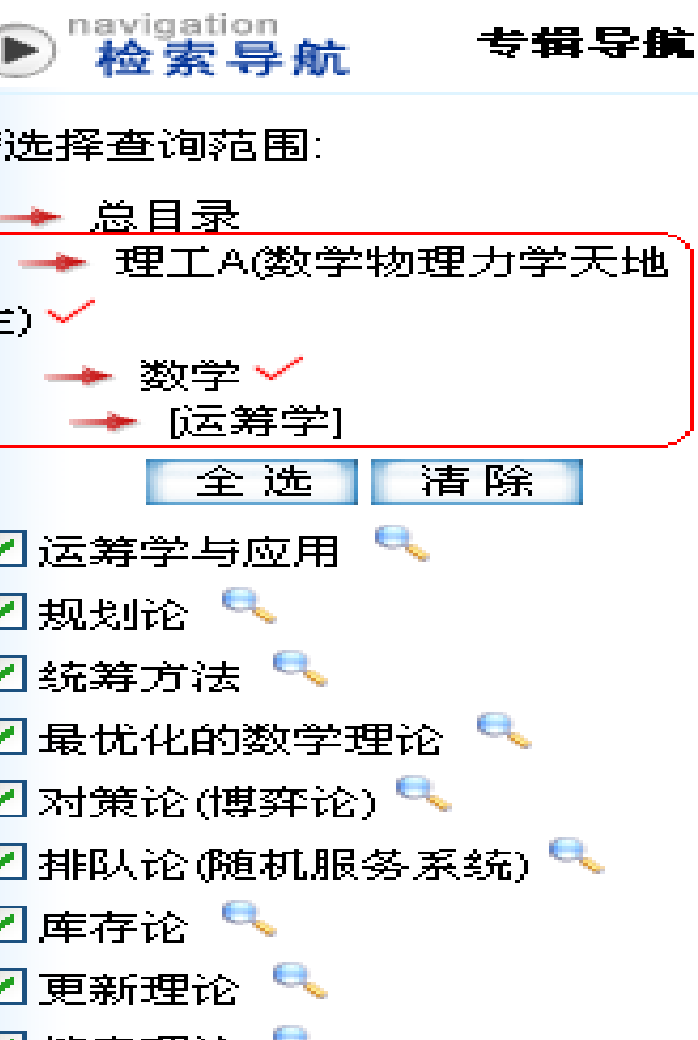 navigation
检索导航 专辑导航
选择查询范围:
总目录
理工A(数学物理力学天地
生)
数学
[运筹学]
全 选 清 除
运筹学与应用
规划论
统筹方法
最优化的数学理论
对策论(博弈论)
排队论(随机服务系统)
库存论
更新理论